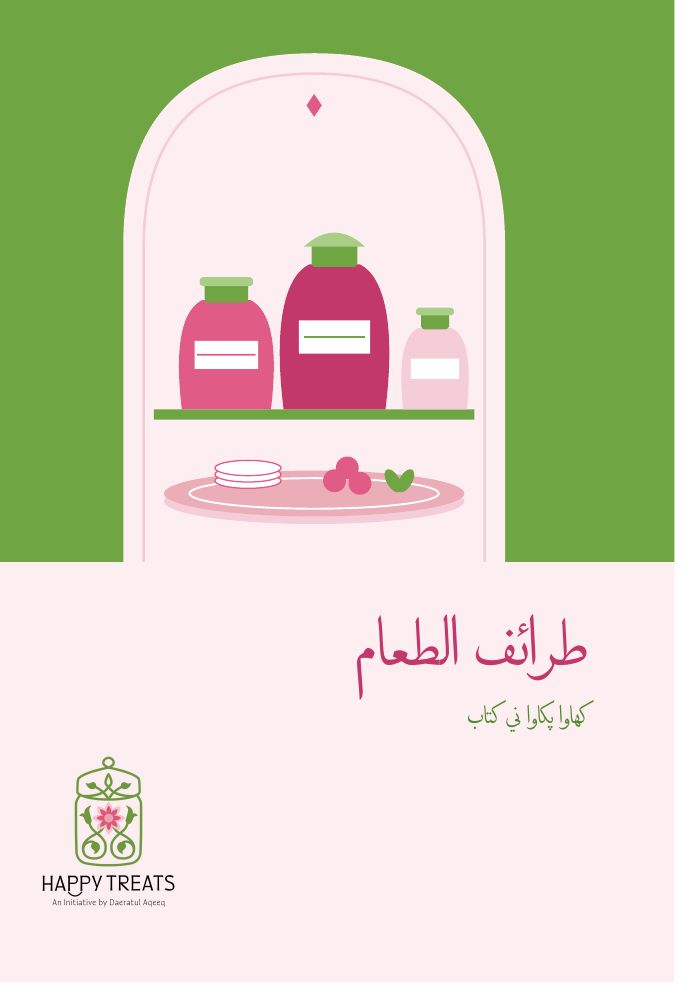 طرائف الطعام
كهاوا پكاوا ني كتاب
HAPPY TREATS
An Initiative by Daeratul Aqeeq